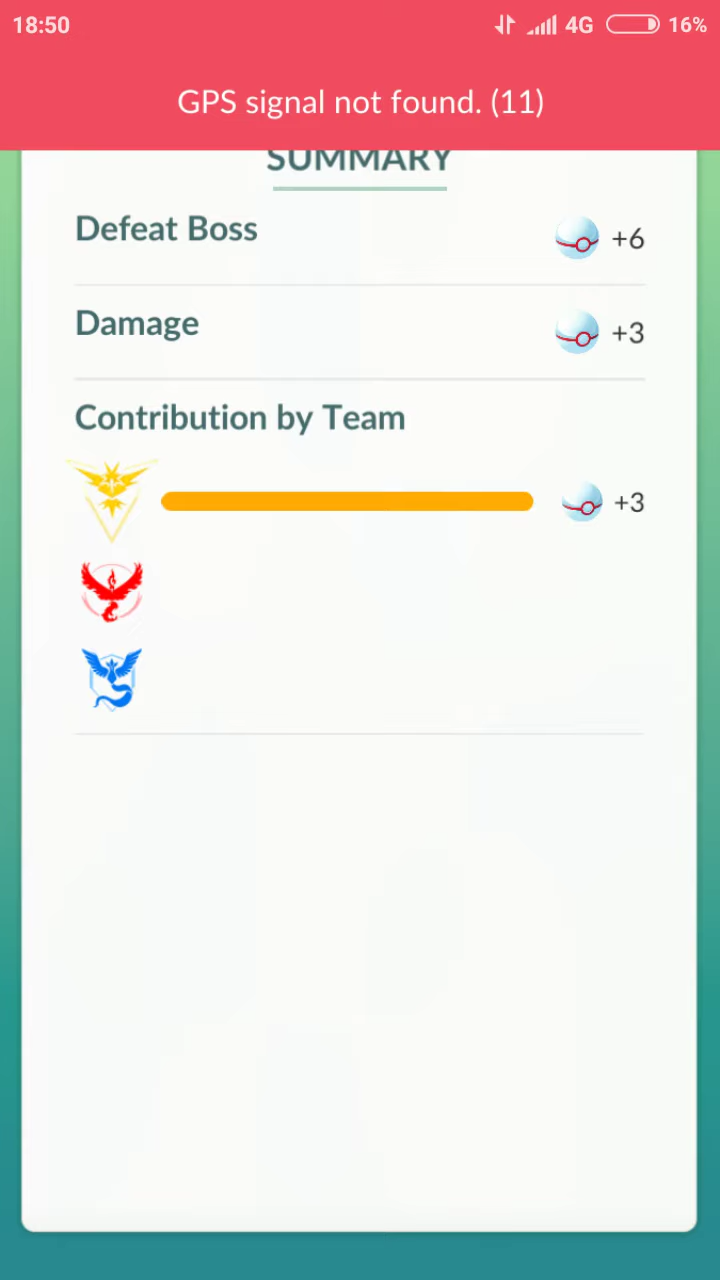 18:50
4G
16%
GPS signal not found. (11)
SUMMARY
Defeat Boss
+6
Damage
+3
Contribution by Team
+3